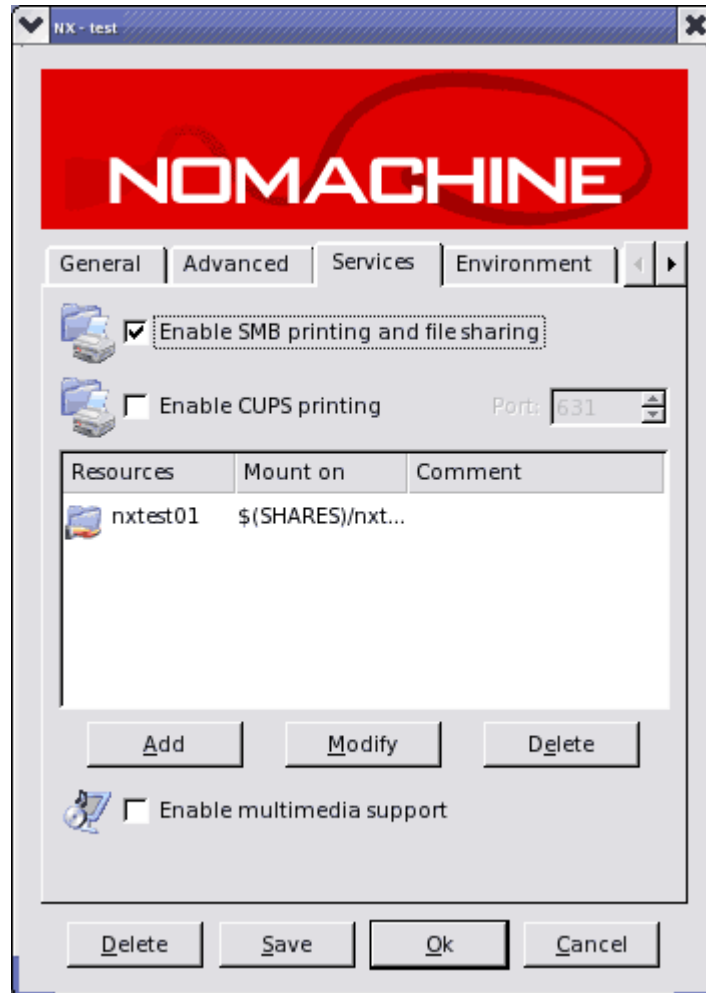 NX - test
NOMACHINE
General Advanced Services Environment
Enable SMB printing and file sharing
Enable CUPS printing Port: 631
Resources Mount on Comment
nxtest01 $(SHARES)/nxt...
Add Modify Delete
Enable multimedia support
Delete Save Ok Cancel